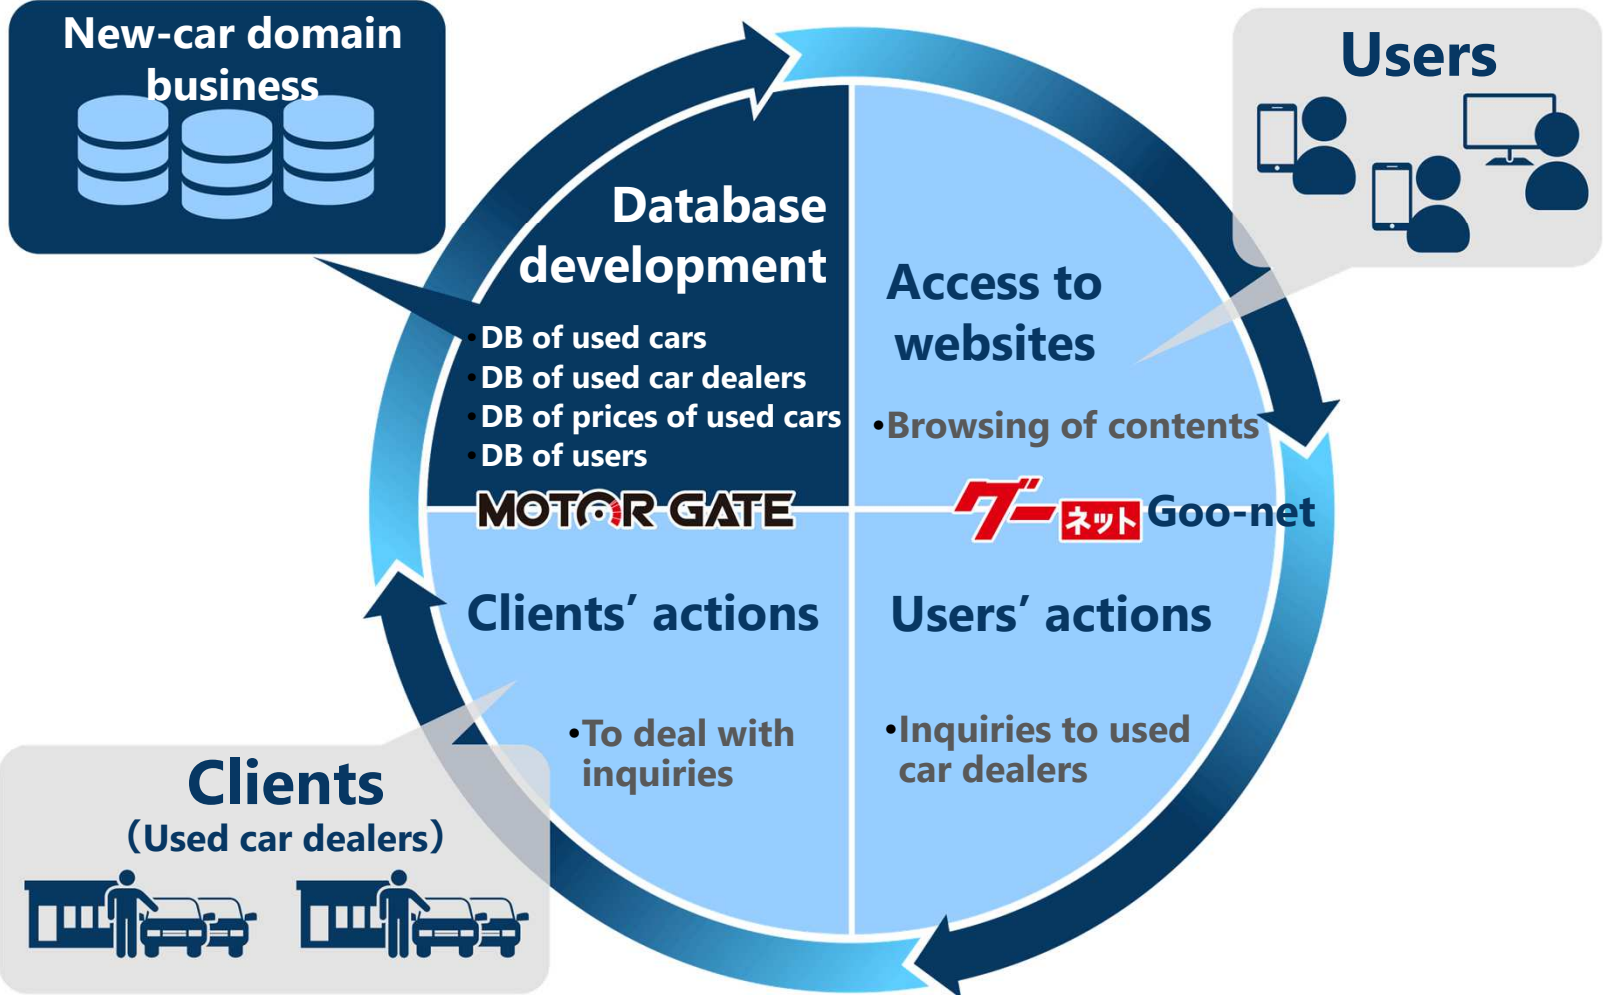 New-car domain
business
Users
Database
development
•DB of used cars
•DB of used car dealers
•DB of prices of used cars
•DB of users
MOTOR GATE
Access to
websites
•Browsing of contents
グーネット Goo-net
Clients’ actions
•To deal with
inquiries
Users’ actions
•Inquiries to used
car dealers
Clients
（Used car dealers）